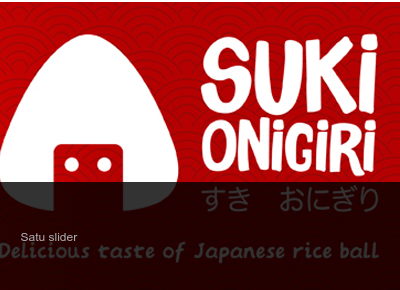 SUKi
ONiGiRi
すき おにぎり
Satu slider
Delicious taste of Japanese rice ball